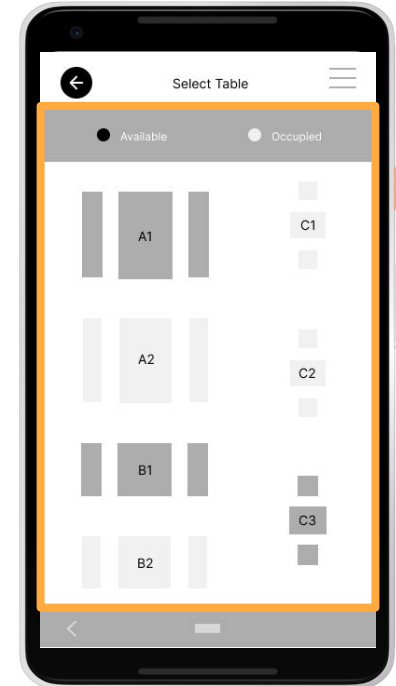 Select Table
Available
Occupied
A1
C1
A2
C2
B1
C3
B2